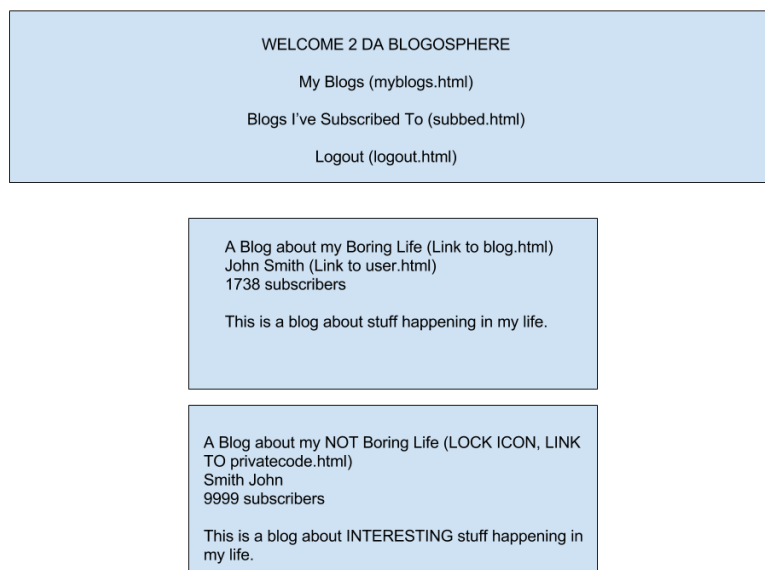 WELCOME 2 DA BLOGOSPHERE
My Blogs (myblogs.html)
Blogs I've Subscribed To (subbed.html)
Logout (logout.html)
A Blog about my Boring Life (Link to blog.html)
John Smith (Link to user.html)
1738 subscribers
This is a blog about stuff happening in my life.
A Blog about my NOT Boring Life (LOCK ICON, LINK
TO privatecode.html)
Smith John
9999 subscribers
This is a blog about INTERESTING stuff happening in
my life.